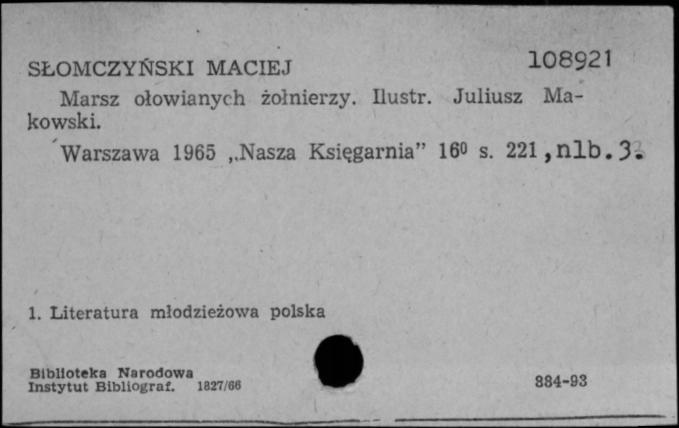 SŁOMCZYŃSKI MACIEJ 108921
Marsz ołowianych żołnierzy. Ilustr. Juliusz Ma-
kowski.
Warszawa 1965 „Nasza Księgarnia” 16⁰ s. 221, nlb. 3.
1. Literatura młodzieżowa polska
Biblioteka Narodowa
Instytut Bibliograf. 1827/66 884-93